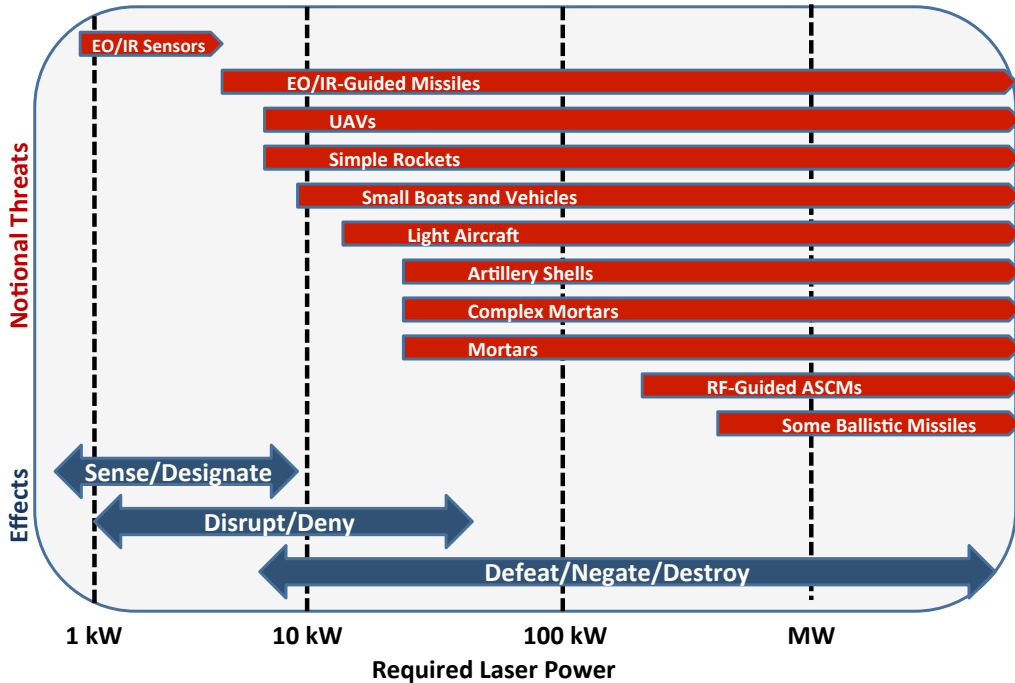 EO/IR Sensors
EO/IR-Guided Missiles
UAVs
Simple Rockets
Small Boats and Vehicles
Light Aircraft
Artillery Shells
Complex Mortars
Mortars
RF-Guided ASCMs
Some Ballistic Missiles
Notional Threats
Sense/Designate
Disrupt/Deny
Defeat/Negate/Destroy
Effects
1 kW 10 kW 100 kW MW
Required Laser Power